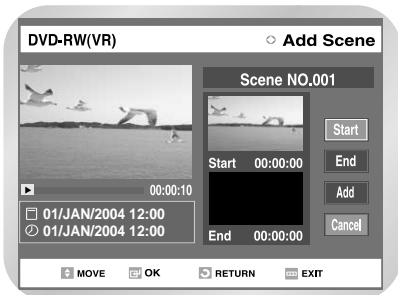 DVD-RW(VR)
Add Scene
Scene NO.001
Start 00:00:00
End 00:00:00
Start
End
Add
Cancel
00:00:10
01/JAN/2004 12:00
01/JAN/2004 12:00
MOVE OK RETURN EXIT